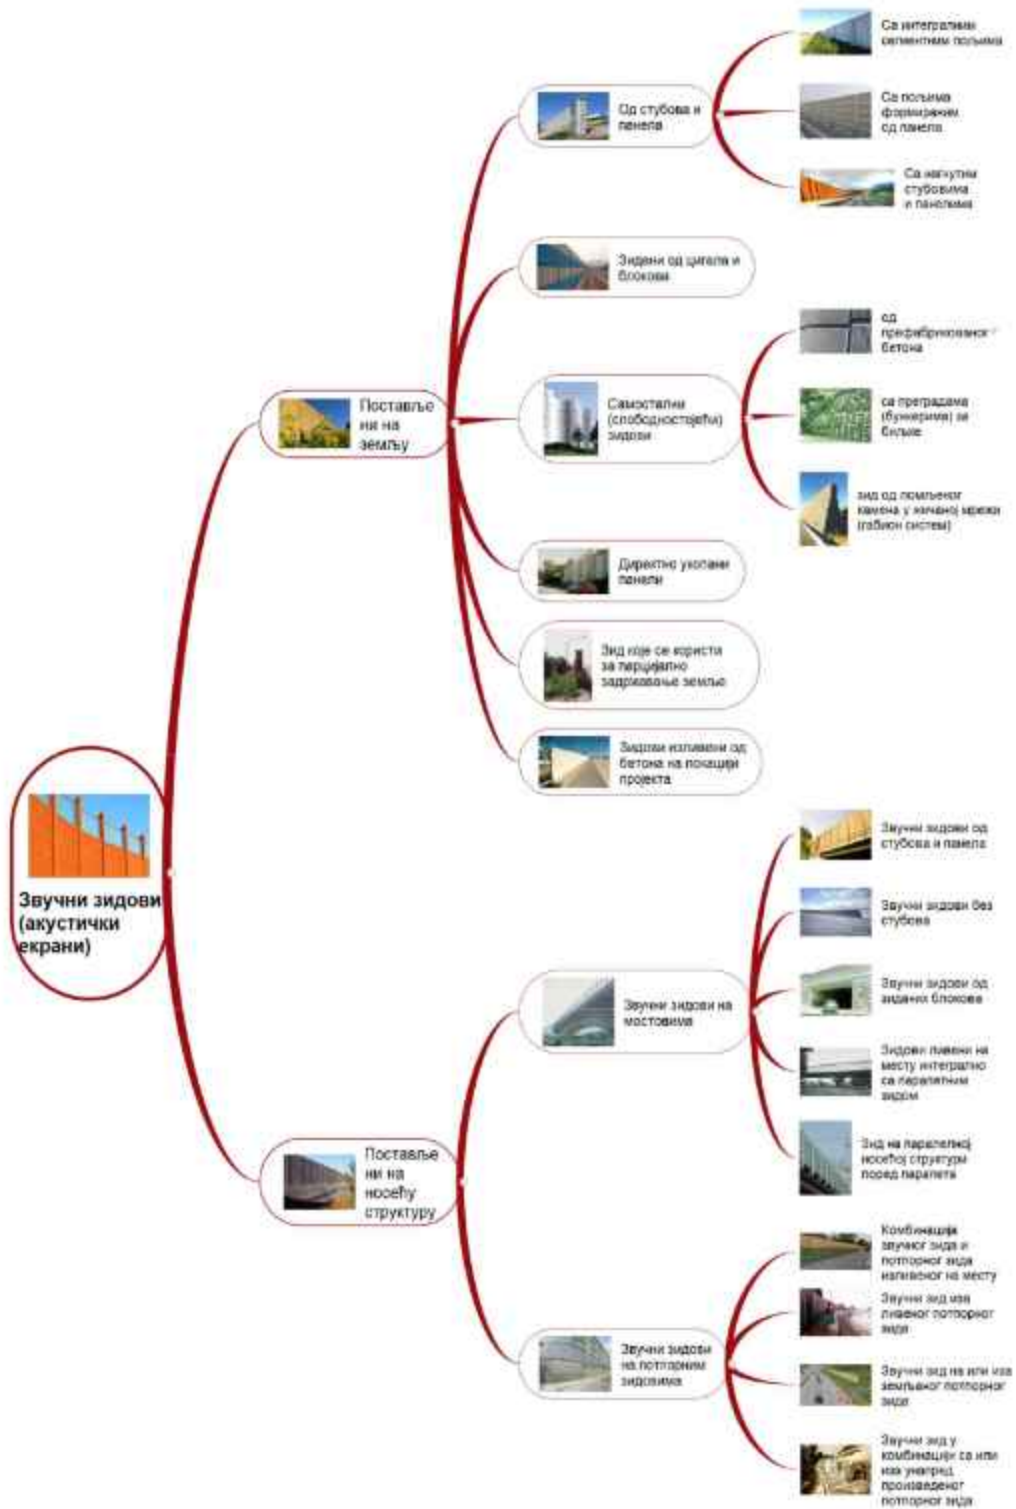 Са интегралним
сегментним пољима
Од стубова и
панела
Са пољима
формираним
од панела
Са нагнутим
стубовима
и панелима
Зидани од цигала и
блокова
од
префабрикованог
бетона
Поставље
ни на
земљу
Самостални
(слободностојећи)
зидови
са преградама
(бункерима) за
биљке
зид од ломљеног
камена у жичаној мрежи
(габион систем)
Директно укопани
панели
Зид које се користи
за парцијално
задржавање земље
Зидови изливени од
бетона на локацији
пројекта
Звучни зидови
(акустички
екрани)
Звучни зидови од
стубова и панела
Звучни зидови без
стубова
Звучни зидови на
мостовима
Звучни зидови од
зиданих блокова
Зидови ливени на
месту интегрално
са парапетним
зидом
Зид на паралелној
носећој структури
поред парапета
Поставље
ни на
носећу
структуру
Комбинација
звучног зида и
потпорног зида
изливеног на месту
Звучни зид иза
ливеног потпорног
зида
Звучни зидови
на потпорним
зидовима
Звучни зид на или иза
земљаног потпорног
зида
Звучни зид у
комбинацији са или
иза унапред
произведеног
потпорног зида